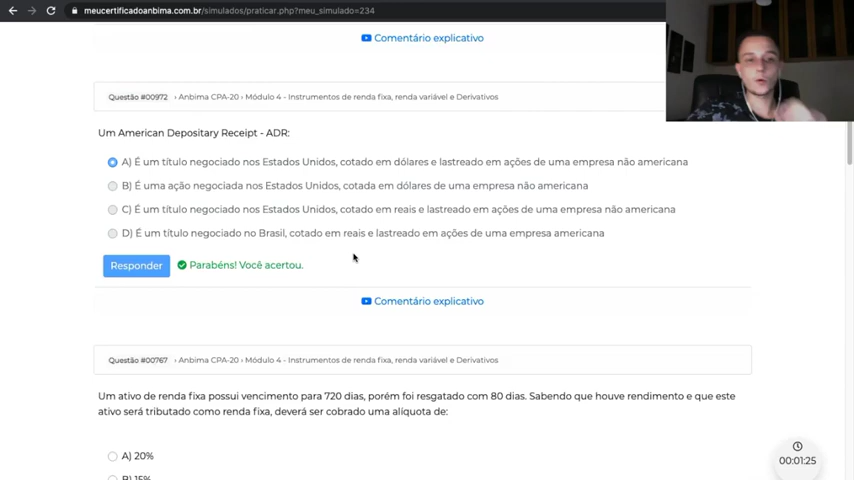 meucertificadoanbima.com.br/simulados/praticar.php?meu_simulado=234
Comentário explicativo
Questão #00972 › Anbima CPA-20 › Módulo 4 - Instrumentos de renda fixa, renda variável e Derivativos
Um American Depositary Receipt - ADR:
A) É um título negociado nos Estados Unidos, cotado em dólares e lastreado em ações de uma empresa não americana
B) É uma ação negociada nos Estados Unidos, cotada em dólares de uma empresa não americana
C) É um título negociado nos Estados Unidos, cotado em reais e lastreado em ações de uma empresa não americana
D) É um título negociado no Brasil, cotado em reais e lastreado em ações de uma empresa americana
Responder Parabéns! Você acertou.
Comentário explicativo
Questão #00767 › Anbima CPA-20 › Módulo 4 - Instrumentos de renda fixa, renda variável e Derivativos
Um ativo de renda fixa possui vencimento para 720 dias, porém foi resgatado com 80 dias. Sabendo que houve rendimento e que este
ativo será tributado como renda fixa, deverá ser cobrado uma alíquota de:
A) 20%
00:01:25
B) 15%